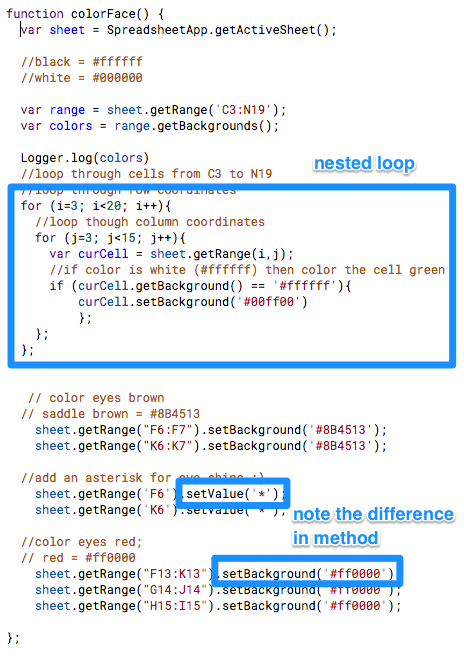 function colorFace() {
var sheet = SpreadsheetApp.getActiveSheet();
//black = #ffffff
//white = #000000
var range = sheet.getRange('C3:N19');
var colors = range.getBackgrounds();
Logger.log(colors)
nested loop
//loop through cells from C3 to N19
//loop through row coordinates
for (i=3; i<20; i++){
//loop though column coordinates
for (j=3; j<15; j++){
var curCell = sheet.getRange(i,j);
//if color is white (#ffffff) then color the cell green
if (curCell.getBackground() == '#ffffff'){
curCell.setBackground('#00ff00')
};
};
};
// color eyes brown
// saddle brown = #8B4513
sheet.getRange("F6:F7").setBackground('#8B4513');
sheet.getRange("K6:K7").setBackground('#8B4513');
//add an asterisk for eye shine :)
sheet.getRange('F6').setValue('*');
sheet.getRange('K6').setValue('*');
note the difference
in method
//color eyes red;
// red = #ff0000
sheet.getRange("F13:K13").setBackground('#ff0000')
sheet.getRange("G14:J14").setBackground('#ff0000');
sheet.getRange("H15:I15").setBackground('#ff0000');
};